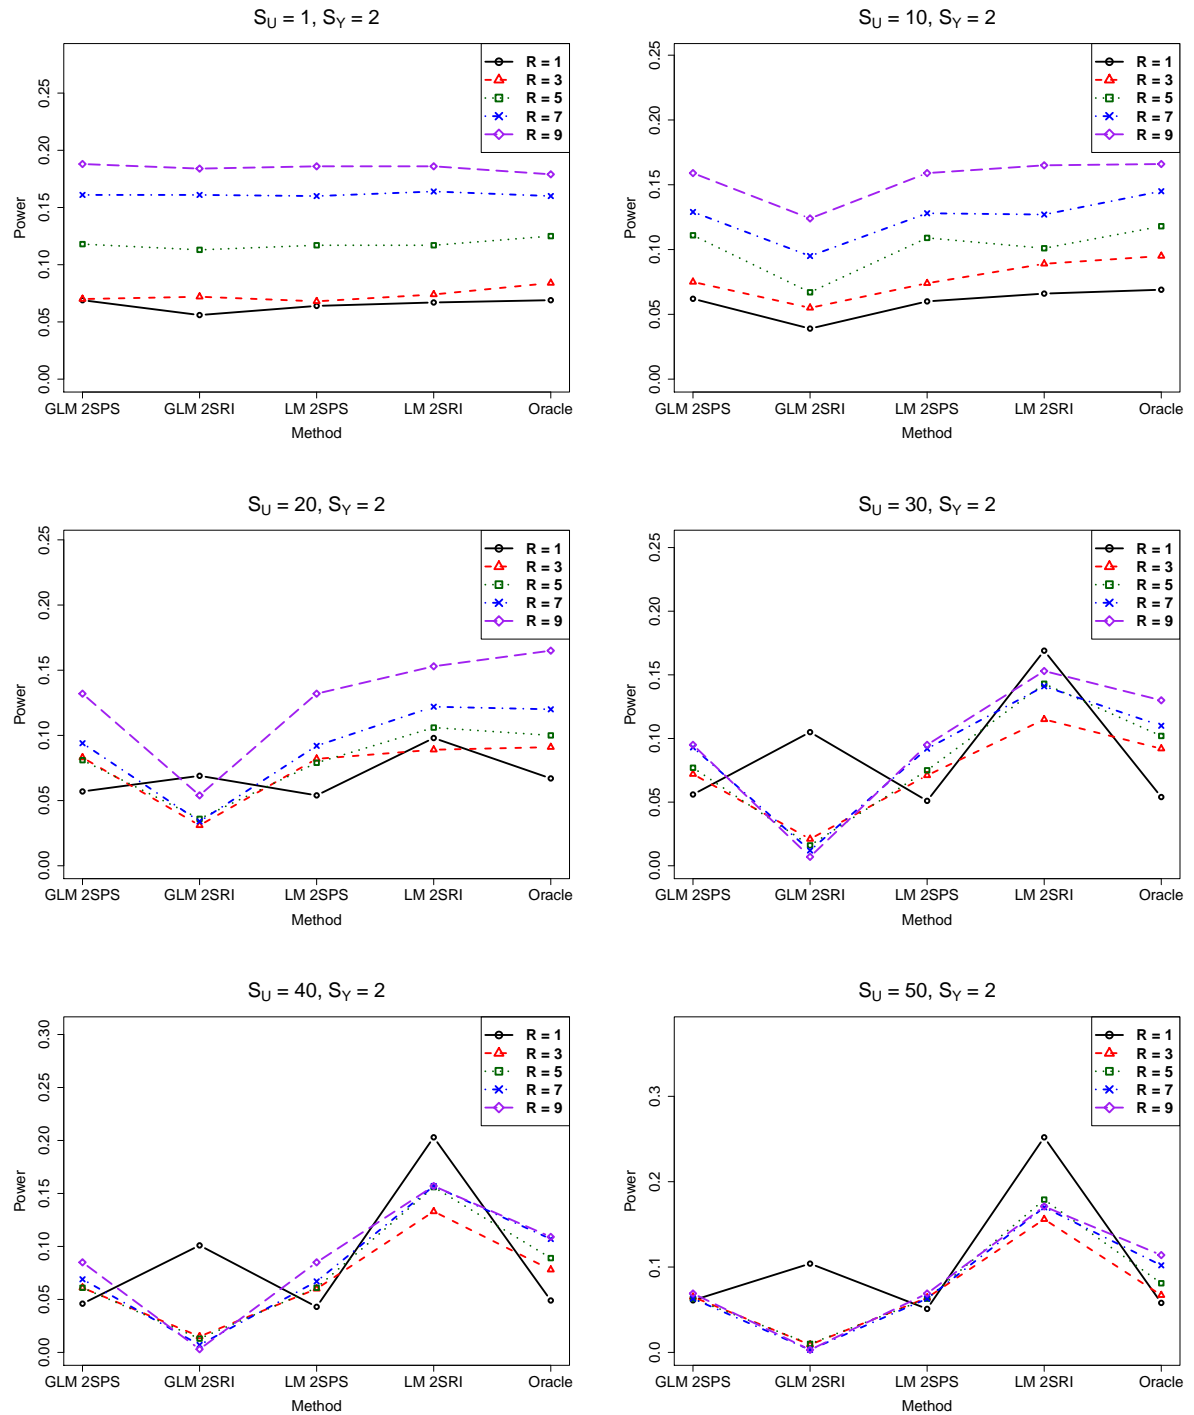 S_U = 1, S_Y = 2
Power
0.00 0.05 0.10 0.15 0.20 0.25
R = 1
R = 3
R = 5
R = 7
R = 9
GLM 2SPS GLM 2SRI LM 2SPS LM 2SRI Oracle
Method
S_U = 10, S_Y = 2
Power
0.00 0.05 0.10 0.15 0.20 0.25
R = 1
R = 3
R = 5
R = 7
R = 9
GLM 2SPS GLM 2SRI LM 2SPS LM 2SRI Oracle
Method
S_U = 20, S_Y = 2
Power
0.00 0.05 0.10 0.15 0.20 0.25
R = 1
R = 3
R = 5
R = 7
R = 9
GLM 2SPS GLM 2SRI LM 2SPS LM 2SRI Oracle
Method
S_U = 30, S_Y = 2
Power
0.00 0.05 0.10 0.15 0.20 0.25
R = 1
R = 3
R = 5
R = 7
R = 9
GLM 2SPS GLM 2SRI LM 2SPS LM 2SRI Oracle
Method
S_U = 40, S_Y = 2
Power
0.00 0.05 0.10 0.15 0.20 0.25 0.30
R = 1
R = 3
R = 5
R = 7
R = 9
GLM 2SPS GLM 2SRI LM 2SPS LM 2SRI Oracle
Method
S_U = 50, S_Y = 2
Power
0.0 0.1 0.2 0.3
R = 1
R = 3
R = 5
R = 7
R = 9
GLM 2SPS GLM 2SRI LM 2SPS LM 2SRI Oracle
Method